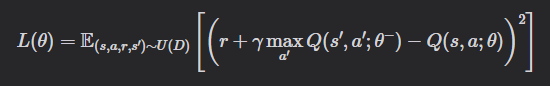 L(θ) = 𝔼_{(s,a,r,s′)∼U(D)} [ ( r + γ max_{a′} Q(s′, a′; θ⁻) − Q(s, a; θ) )² ]